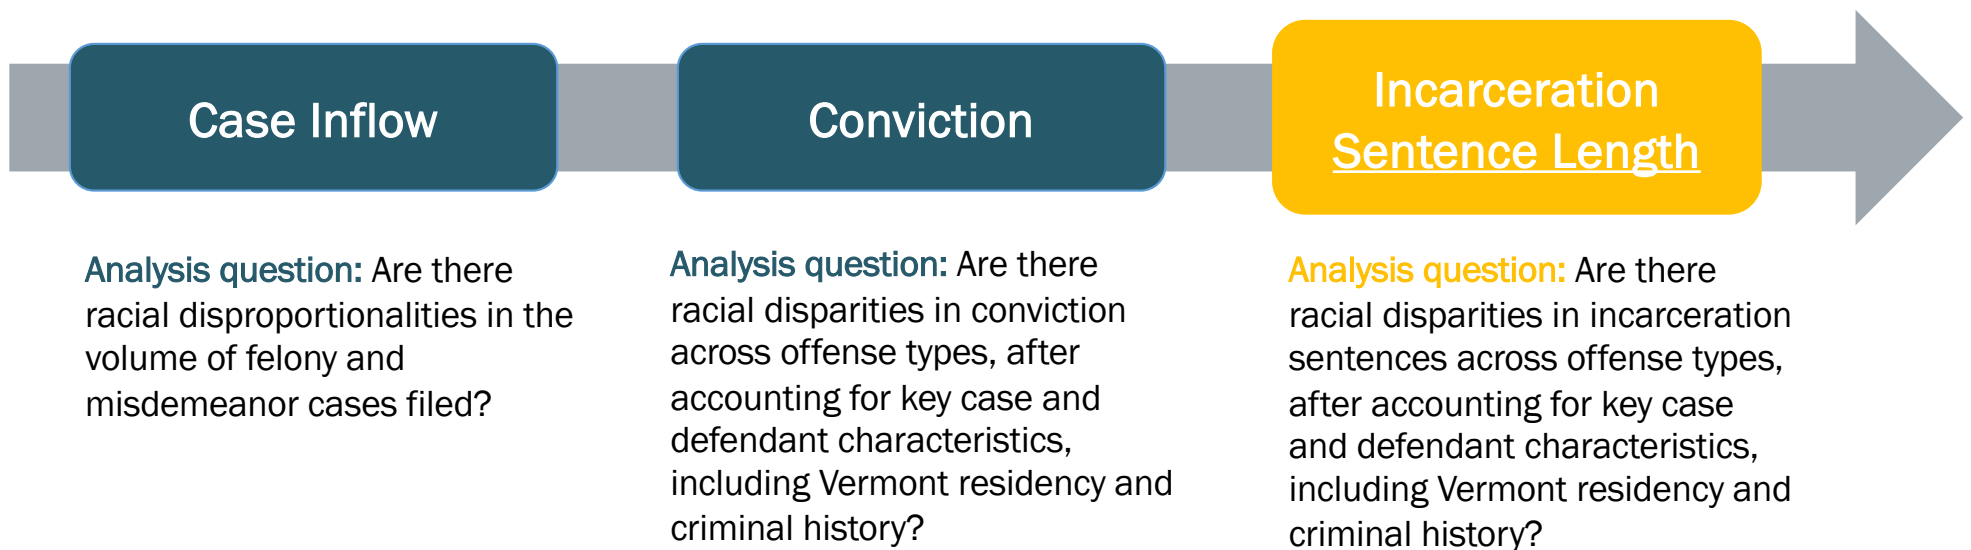 Case Inflow
Conviction
Incarceration
Sentence Length
Analysis question: Are there
racial disproportionalities in the
volume of felony and
misdemeanor cases filed?
Analysis question: Are there
racial disparities in conviction
across offense types, after
accounting for key case and
defendant characteristics,
including Vermont residency and
criminal history?
Analysis question: Are there
racial disparities in incarceration
sentences across offense types,
after accounting for key case
and defendant characteristics,
including Vermont residency and
criminal history?